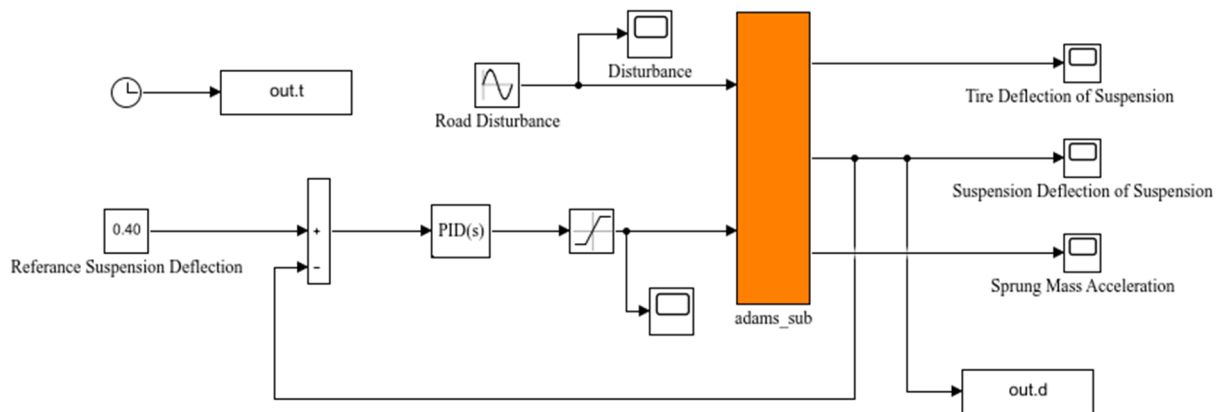 Disturbance
out.t
Road Disturbance
Tire Deflection of Suspension
Suspension Deflection of Suspension
0.40
+
−
PID(s)
Referance Suspension Deflection
Sprung Mass Acceleration
adams_sub
out.d